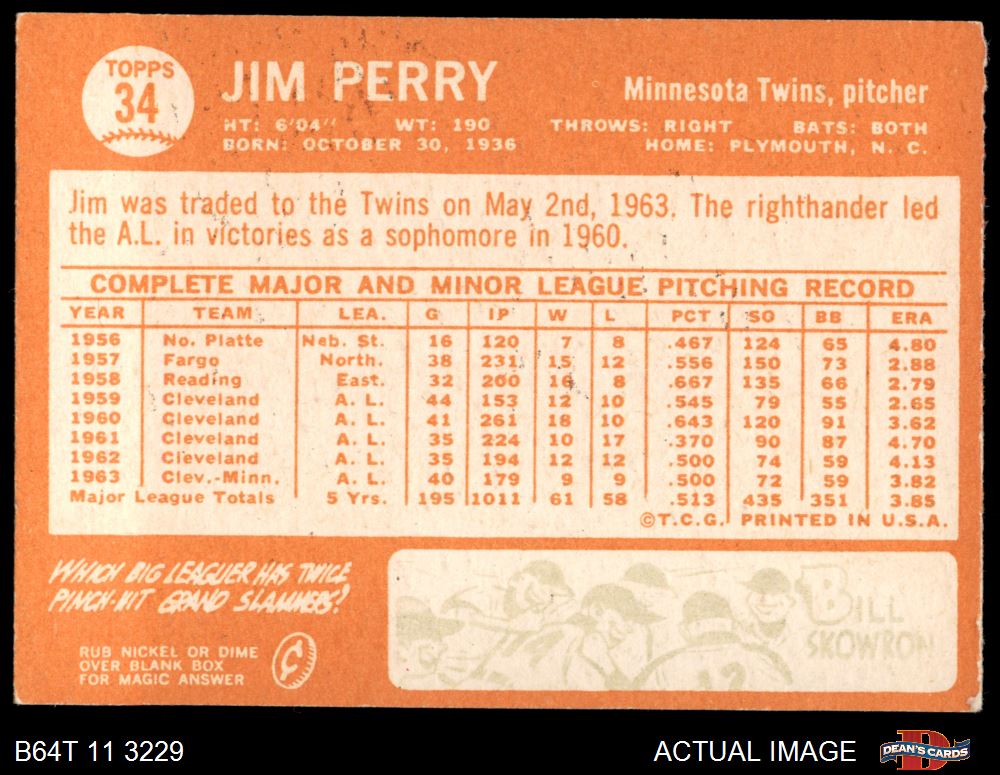 TOPPS
34
JIM PERRY
Minnesota Twins, pitcher
HT: 6'04" WT: 190 THROWS: RIGHT BATS: BOTH
BORN: OCTOBER 30, 1936 HOME: PLYMOUTH, N. C.
Jim was traded to the Twins on May 2nd, 1963. The righthander led
the A.L. in victories as a sophomore in 1960.
COMPLETE MAJOR AND MINOR LEAGUE PITCHING RECORD
YEAR TEAM LEA. G IP W L PCT SO BB ERA
1956 No. Platte Neb. St. 16 120 7 8 .467 124 65 4.80
1957 Fargo North. 38 231 15 12 .556 150 73 2.88
1958 Reading East. 32 200 16 8 .667 135 66 2.79
1959 Cleveland A. L. 44 153 12 10 .545 79 55 2.65
1960 Cleveland A. L. 41 261 18 10 .643 120 91 3.62
1961 Cleveland A. L. 35 224 10 17 .370 90 87 4.70
1962 Cleveland A. L. 35 194 12 12 .500 74 59 4.13
1963 Clev.-Minn. A. L. 40 179 9 9 .500 72 59 3.82
Major League Totals 5 Yrs. 195 1011 61 58 .513 435 351 3.85
©T.C.G. PRINTED IN U.S.A.
WHICH BIG LEAGUER HAS TWICE
PINCH-HIT GRAND SLAMMERS?
RUB NICKEL OR DIME
OVER BLANK BOX
FOR MAGIC ANSWER
¢
BILL
SKOWRON
12
B64T 11 3229
ACTUAL IMAGE
D
DEAN'S CARDS